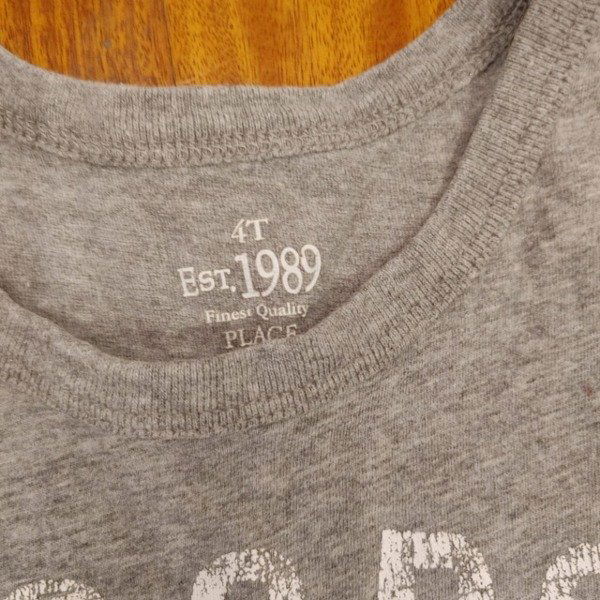 4T
EST. 1989
Finest Quality
PLACE